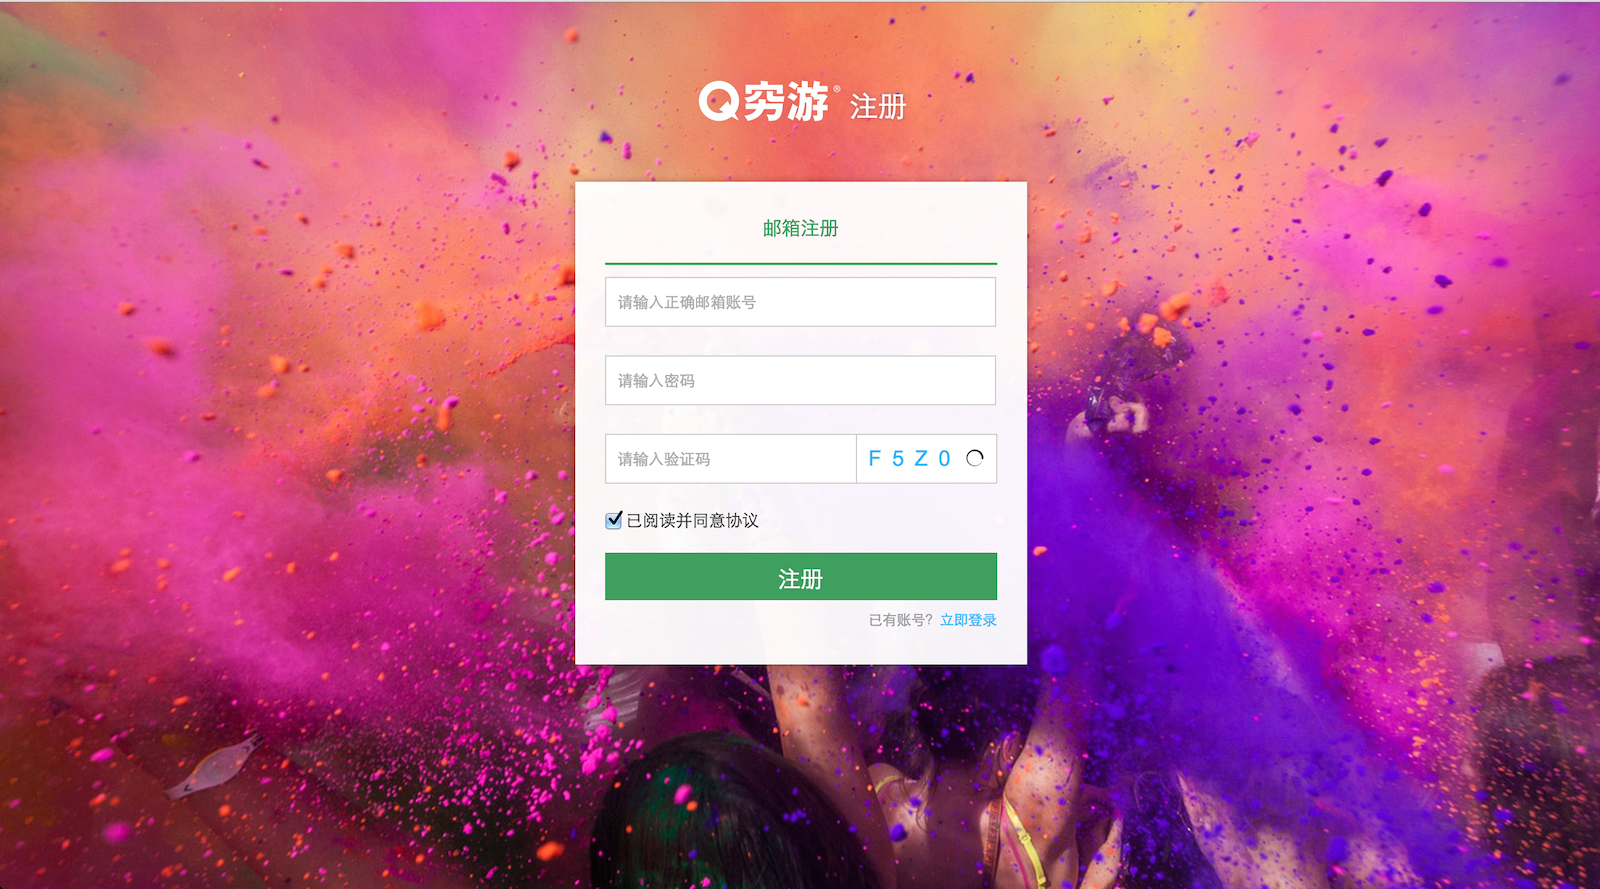 Q穷游® 注册
邮箱注册
请输入正确邮箱账号
请输入密码
请输入验证码 F 5 Z 0
已阅读并同意协议
注册
已有账号? 立即登录